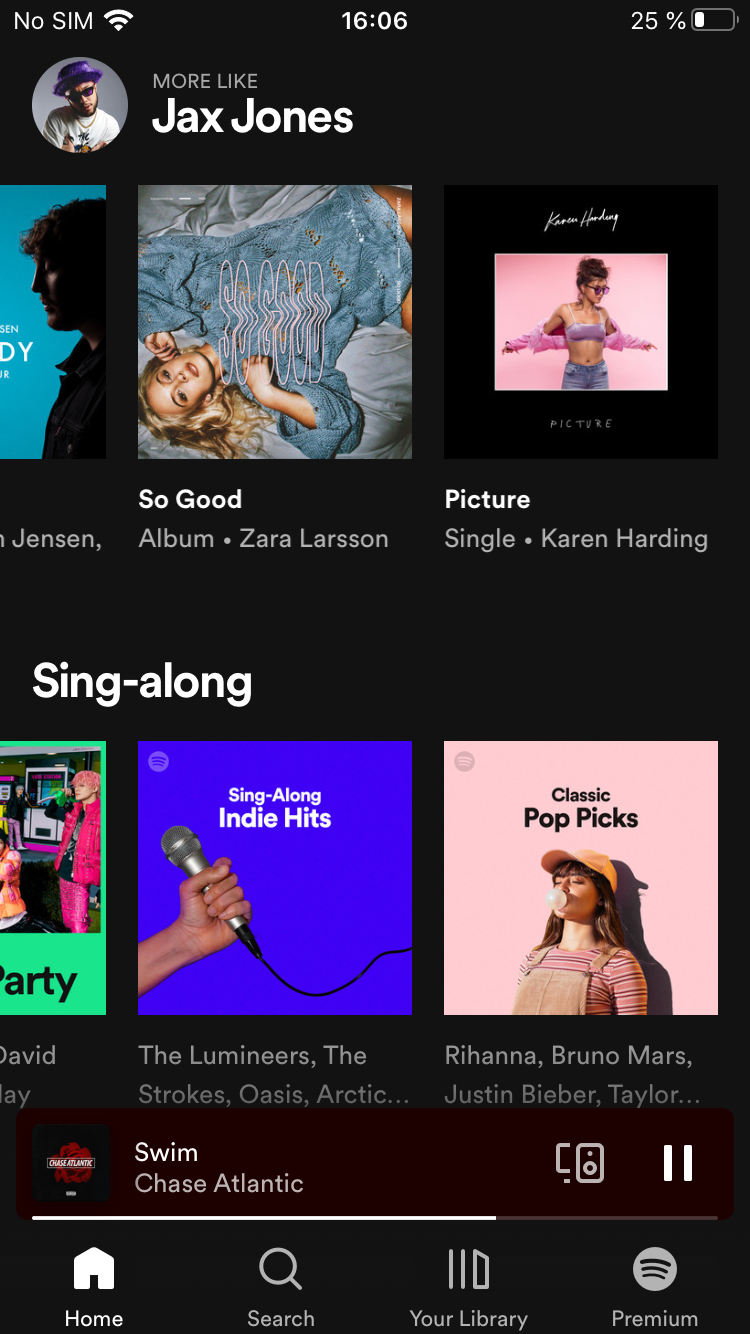 No SIM 16:06 25 %
MORE LIKE
Jax Jones
SEN
DY
UR
SO GOOD
Karen Harding
PICTURE
So Good
Picture
n Jensen,
Album • Zara Larsson
Single • Karen Harding
Sing-along
Sing-Along
Indie Hits
Classic
Pop Picks
Party
David
The Lumineers, The
Rihanna, Bruno Mars,
lay
Strokes, Oasis, Arctic...
Justin Bieber, Taylor...
CHASE ATLANTIC
Swim
Chase Atlantic
Home
Search
Your Library
Premium